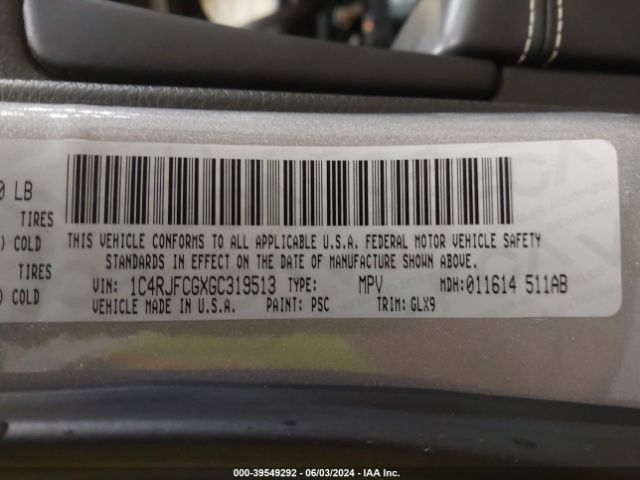 0 LB
TIRES
) COLD
TIRES
) COLD
THIS VEHICLE CONFORMS TO ALL APPLICABLE U.S.A. FEDERAL MOTOR VEHICLE SAFETY
STANDARDS IN EFFECT ON THE DATE OF MANUFACTURE SHOWN ABOVE.
VIN: 1C4RJFCGXGC319513 TYPE: MPV MDH:011614 511AB
VEHICLE MADE IN U.S.A. PAINT: PSC TRIM: GLX9
000-39549292 - 06/03/2024 - IAA Inc.